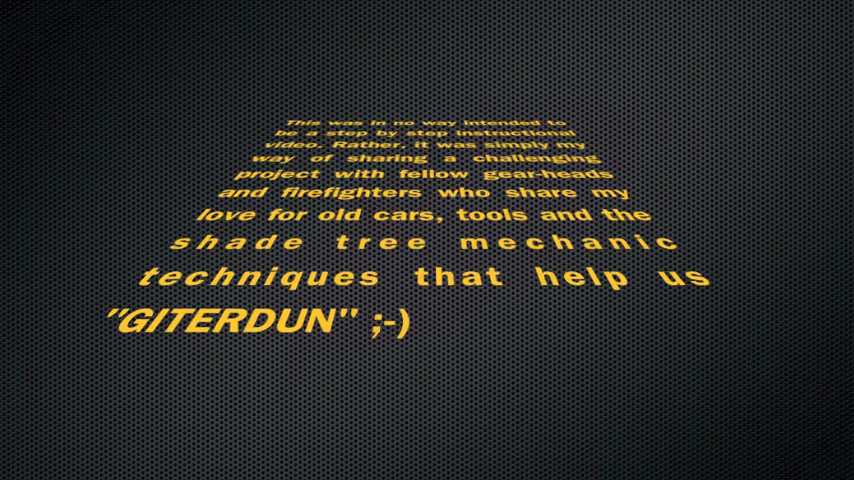 This was in no way intended to
be a step by step instructional
video. Rather, it was simply my
way of sharing a challenging
project with fellow gear-heads
and firefighters who share my
love for old cars, tools and the
shade tree mechanic
techniques that help us
"GITERDUN" ;-)